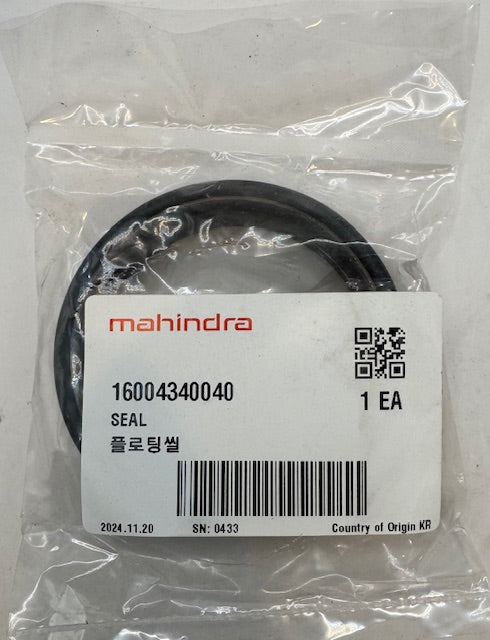 mahindra
16004340040
1 EA
SEAL
플로팅씰
2024.11.20 SN: 0433 Country of Origin KR